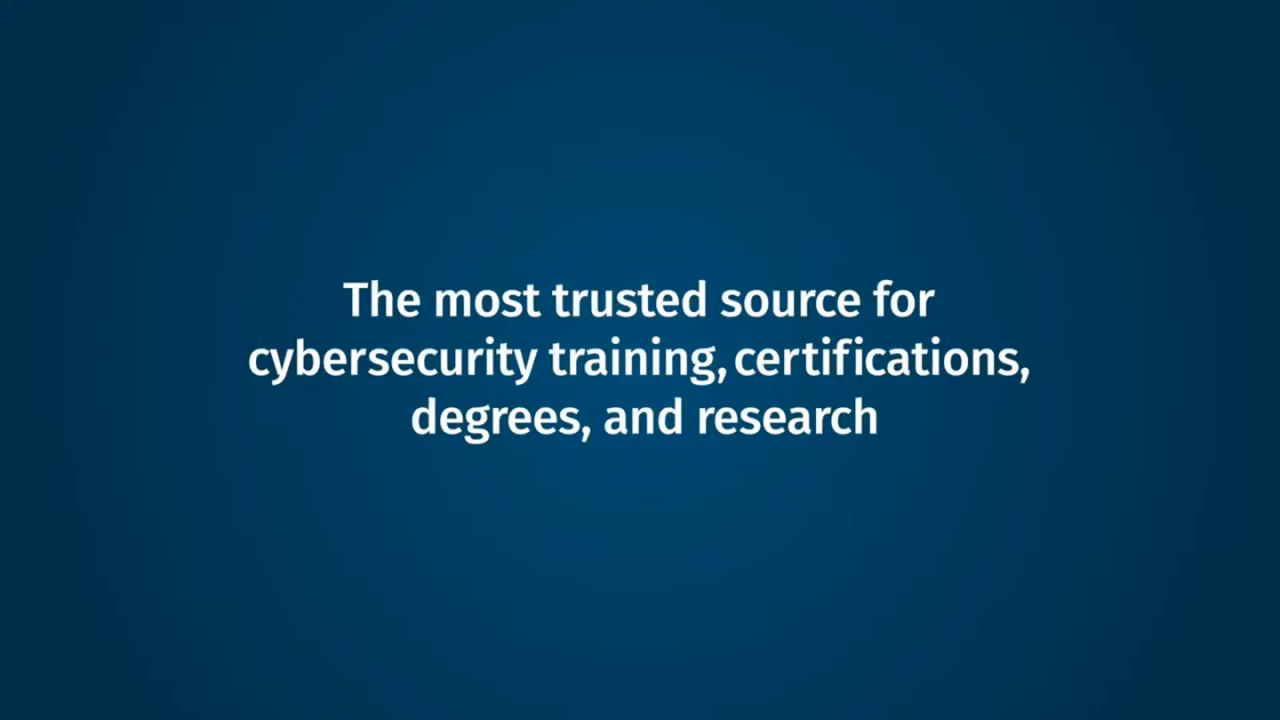 The most trusted source for
cybersecurity training, certifications,
degrees, and research